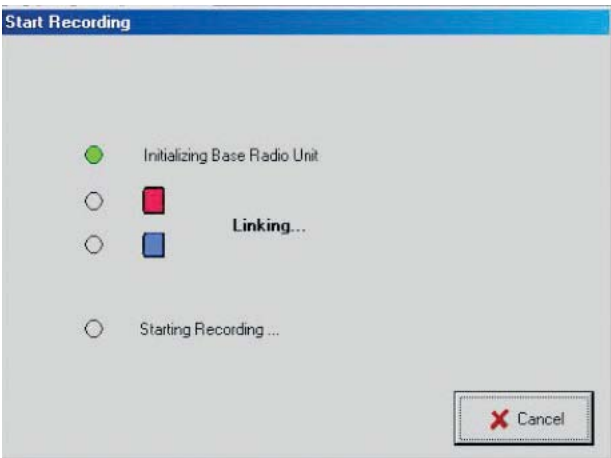 Start Recording
Initializing Base Radio Unit
Linking...
Starting Recording ...
Cancel